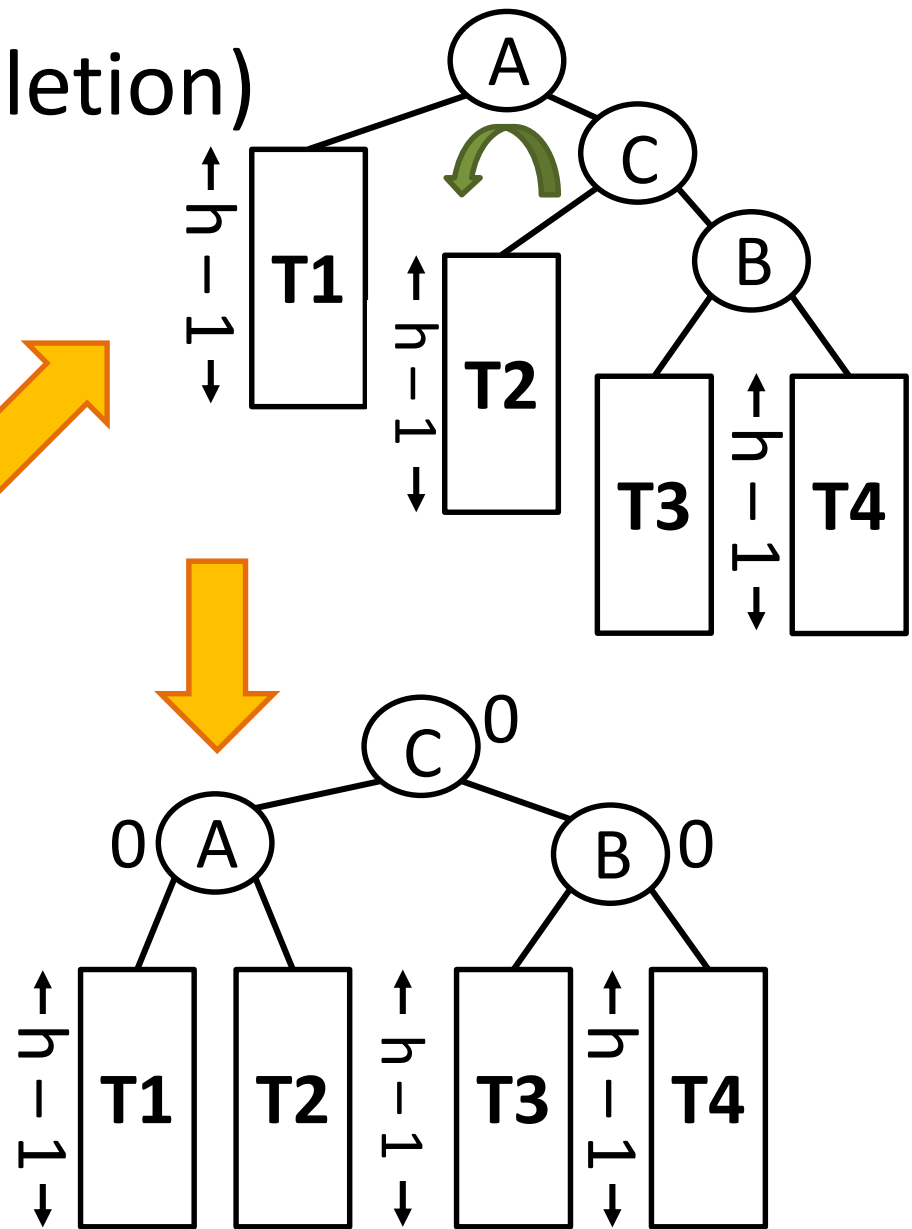 letion)
A
C
B
h – 1
T1
h – 1
T2
T3
h – 1
T4
C 0
0 A
B 0
h – 1
T1
T2
h – 1
T3
h – 1
T4